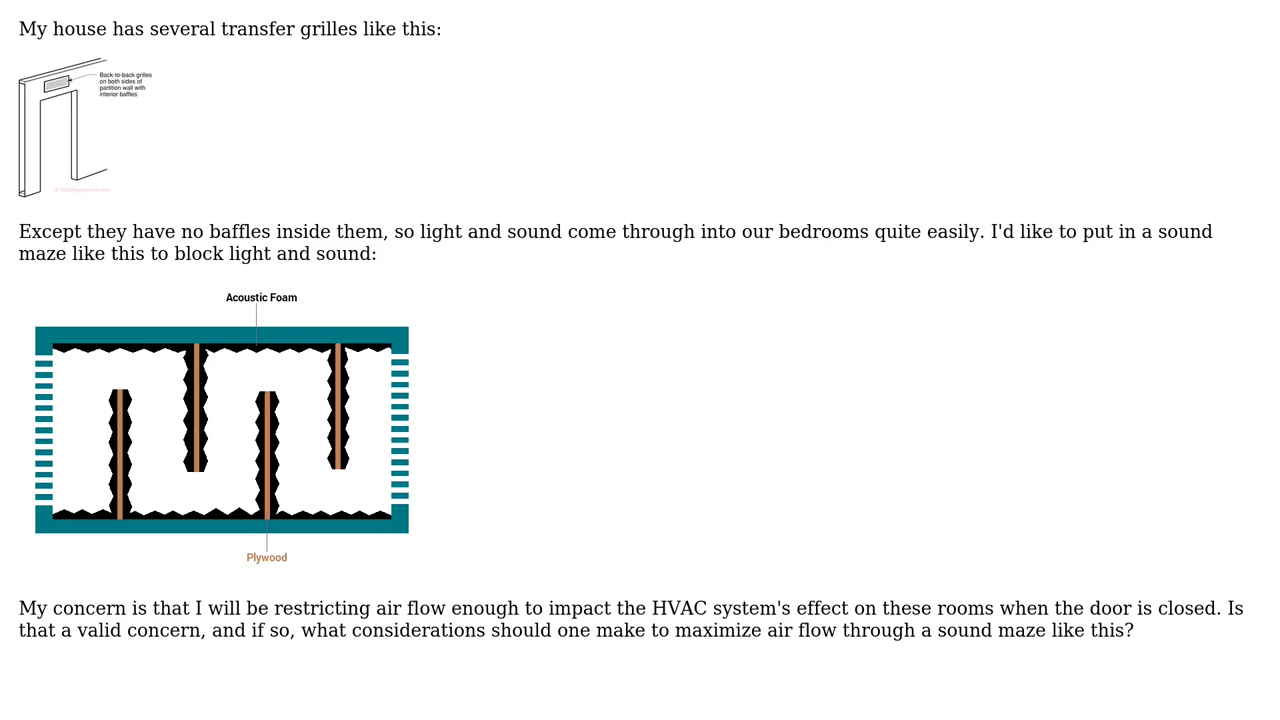 My house has several transfer grilles like this:
Back-to-back grilles
on both sides of
partition wall with
interior baffles
Except they have no baffles inside them, so light and sound come through into our bedrooms quite easily. I'd like to put in a sound
maze like this to block light and sound:
Acoustic Foam
Plywood
My concern is that I will be restricting air flow enough to impact the HVAC system's effect on these rooms when the door is closed. Is
that a valid concern, and if so, what considerations should one make to maximize air flow through a sound maze like this?